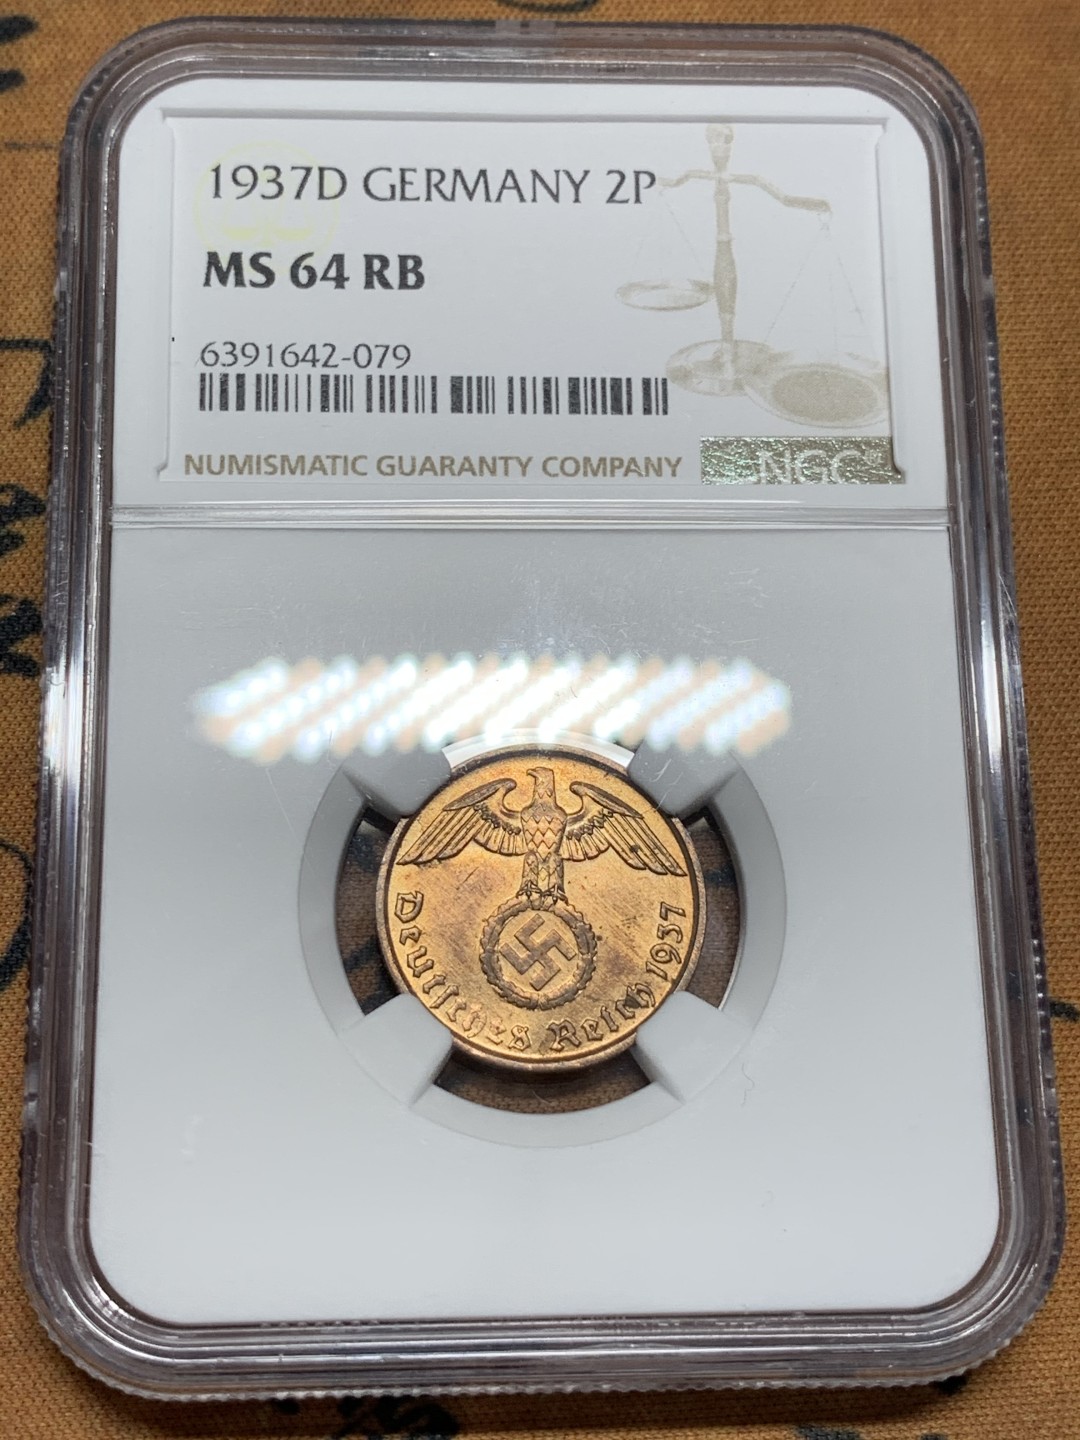 1937D GERMANY 2P
MS 64 RB
6391642-079
NUMISMATIC GUARANTY COMPANY NGC
Deutsches Reich 1937